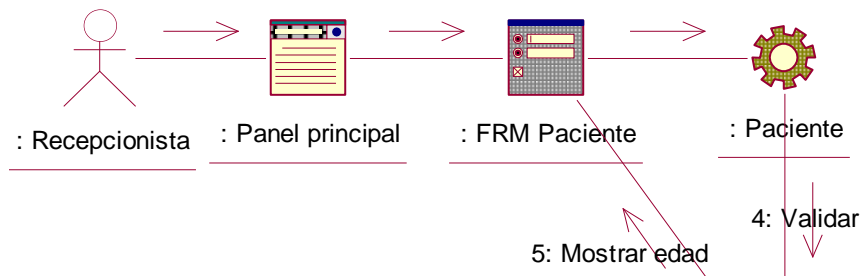 : Recepcionista
: Panel principal
: FRM Paciente
: Paciente
4: Validar
5: Mostrar edad